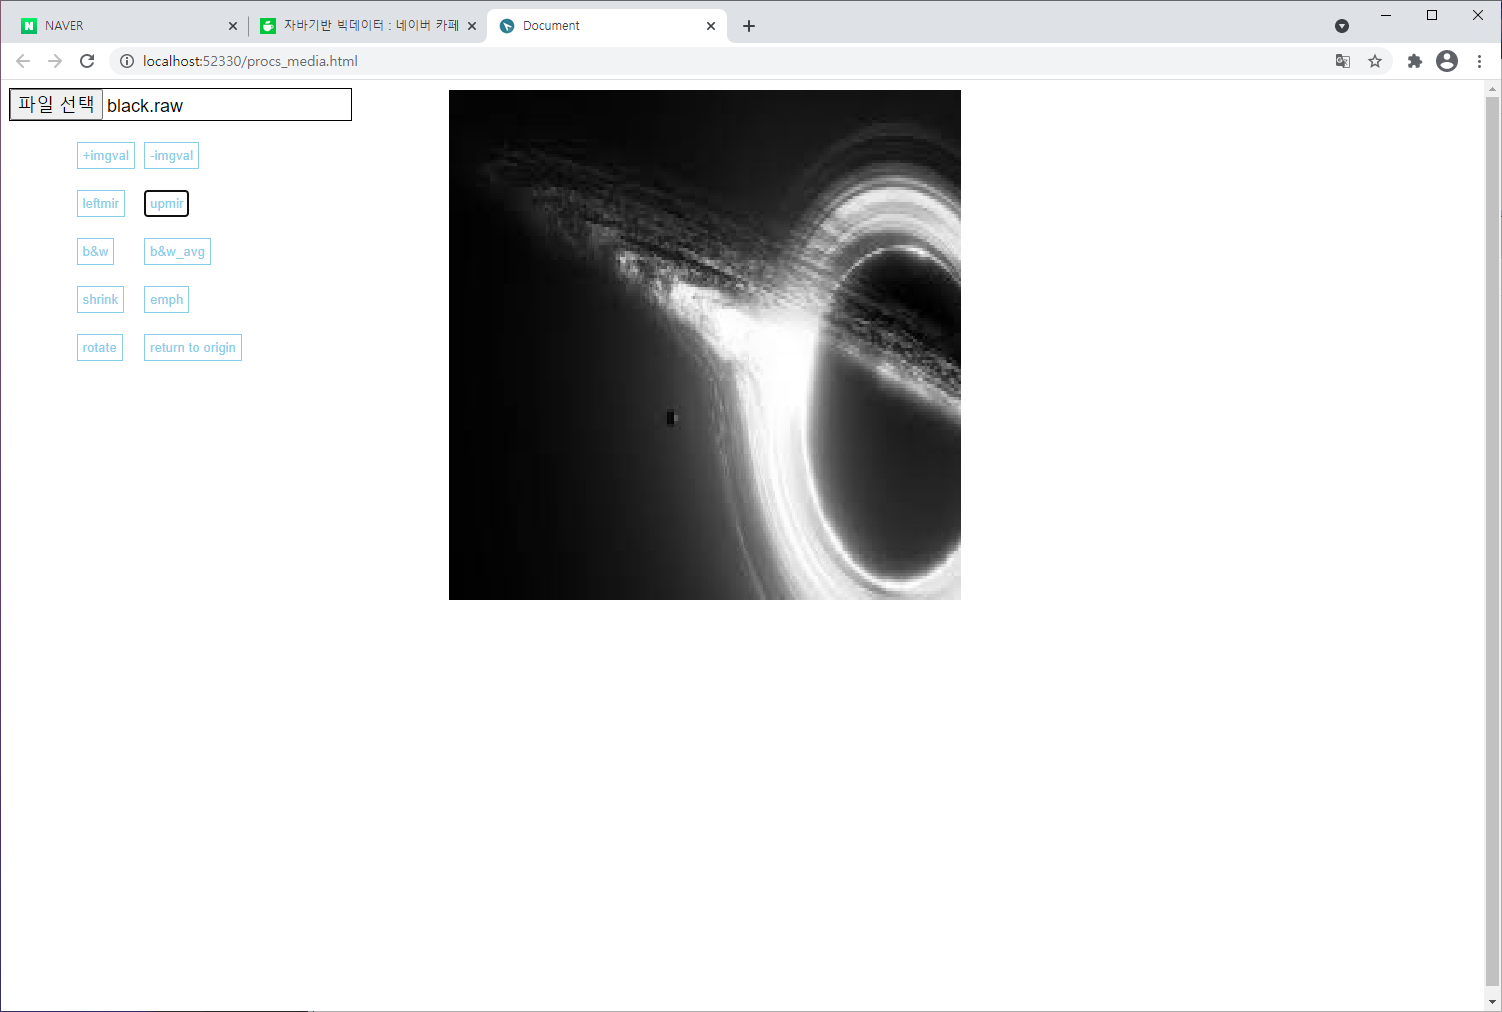 NAVER
자바기반 빅데이터 : 네이버 카페
Document
localhost:52330/procs_media.html
파일 선택 black.raw
+imgval -imgval
leftmir upmir
b&w b&w_avg
shrink emph
rotate return to origin